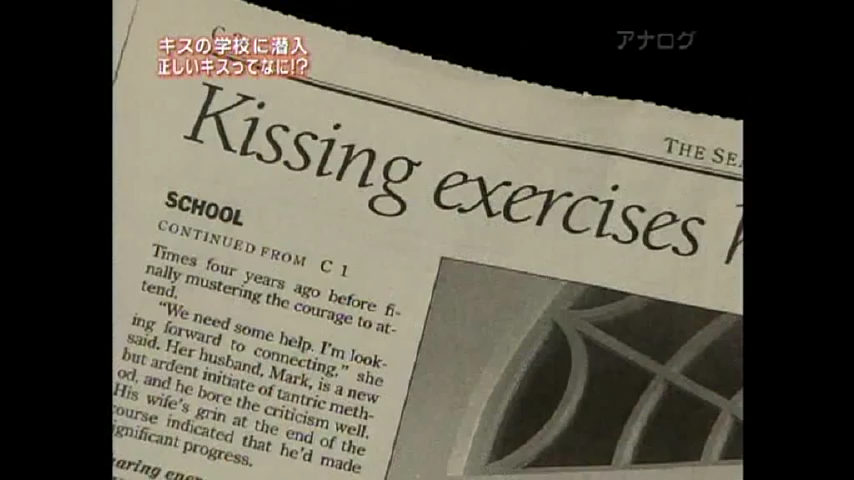 キスの学校に潜入
正しいキスってなに!?
アナログ
THE
Kissing exercises
SCHOOL
CONTINUED FROM C 1
Times four years ago before fi-
nally mustering the courage to at-
tend.
"We need some help. I'm look-
ing forward to connecting," she
said. Her husband, Mark, is a new
but ardent initiate of tantric meth-
od, and he bore the criticism well.
His wife's grin at the end of the
course indicated that he'd made
significant progress.